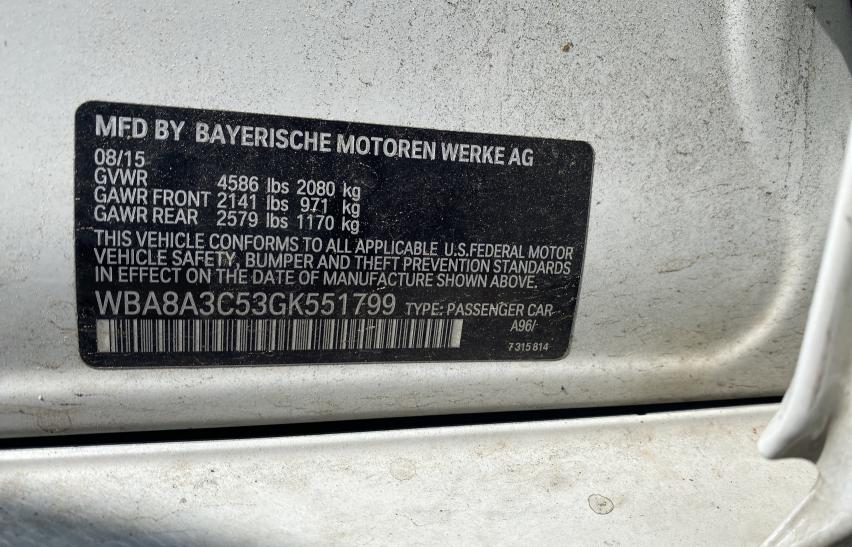 MFD BY BAYERISCHE MOTOREN WERKE AG
08/15
GVWR 4586 lbs 2080 kg
GAWR FRONT 2141 lbs 971 kg
GAWR REAR 2579 lbs 1170 kg
THIS VEHICLE CONFORMS TO ALL APPLICABLE U.S.FEDERAL MOTOR
VEHICLE SAFETY, BUMPER AND THEFT PREVENTION STANDARDS
IN EFFECT ON THE DATE OF MANUFACTURE SHOWN ABOVE.
WBA8A3C53GK551799 TYPE: PASSENGER CAR
A96/
7 315 814